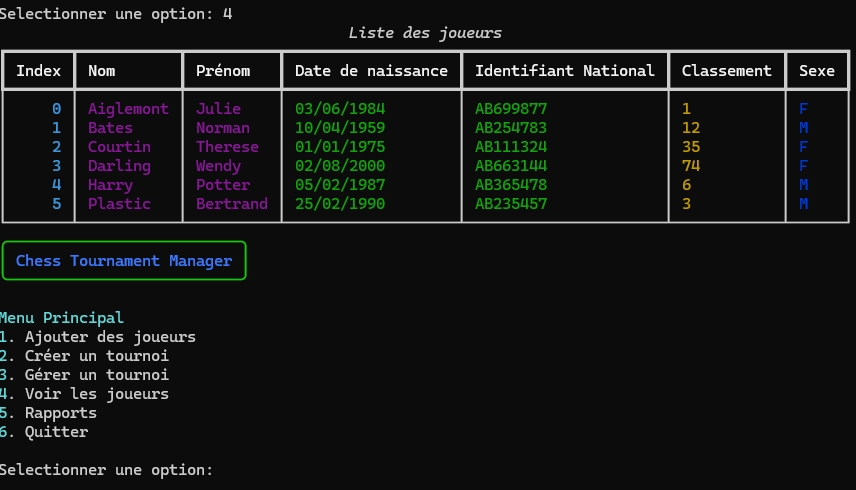 Selectionner une option: 4
Liste des joueurs
Index Nom Prénom Date de naissance Identifiant National Classement Sexe
0 Aiglemont Julie 03/06/1984 AB699877 1 F
1 Bates Norman 10/04/1959 AB254783 12 M
2 Courtin Therese 01/01/1975 AB111324 35 F
3 Darling Wendy 02/08/2000 AB663144 74 F
4 Harry Potter 05/02/1987 AB365478 6 M
5 Plastic Bertrand 25/02/1990 AB235457 3 M
Chess Tournament Manager
Menu Principal
1. Ajouter des joueurs
2. Créer un tournoi
3. Gérer un tournoi
4. Voir les joueurs
5. Rapports
6. Quitter
Selectionner une option: